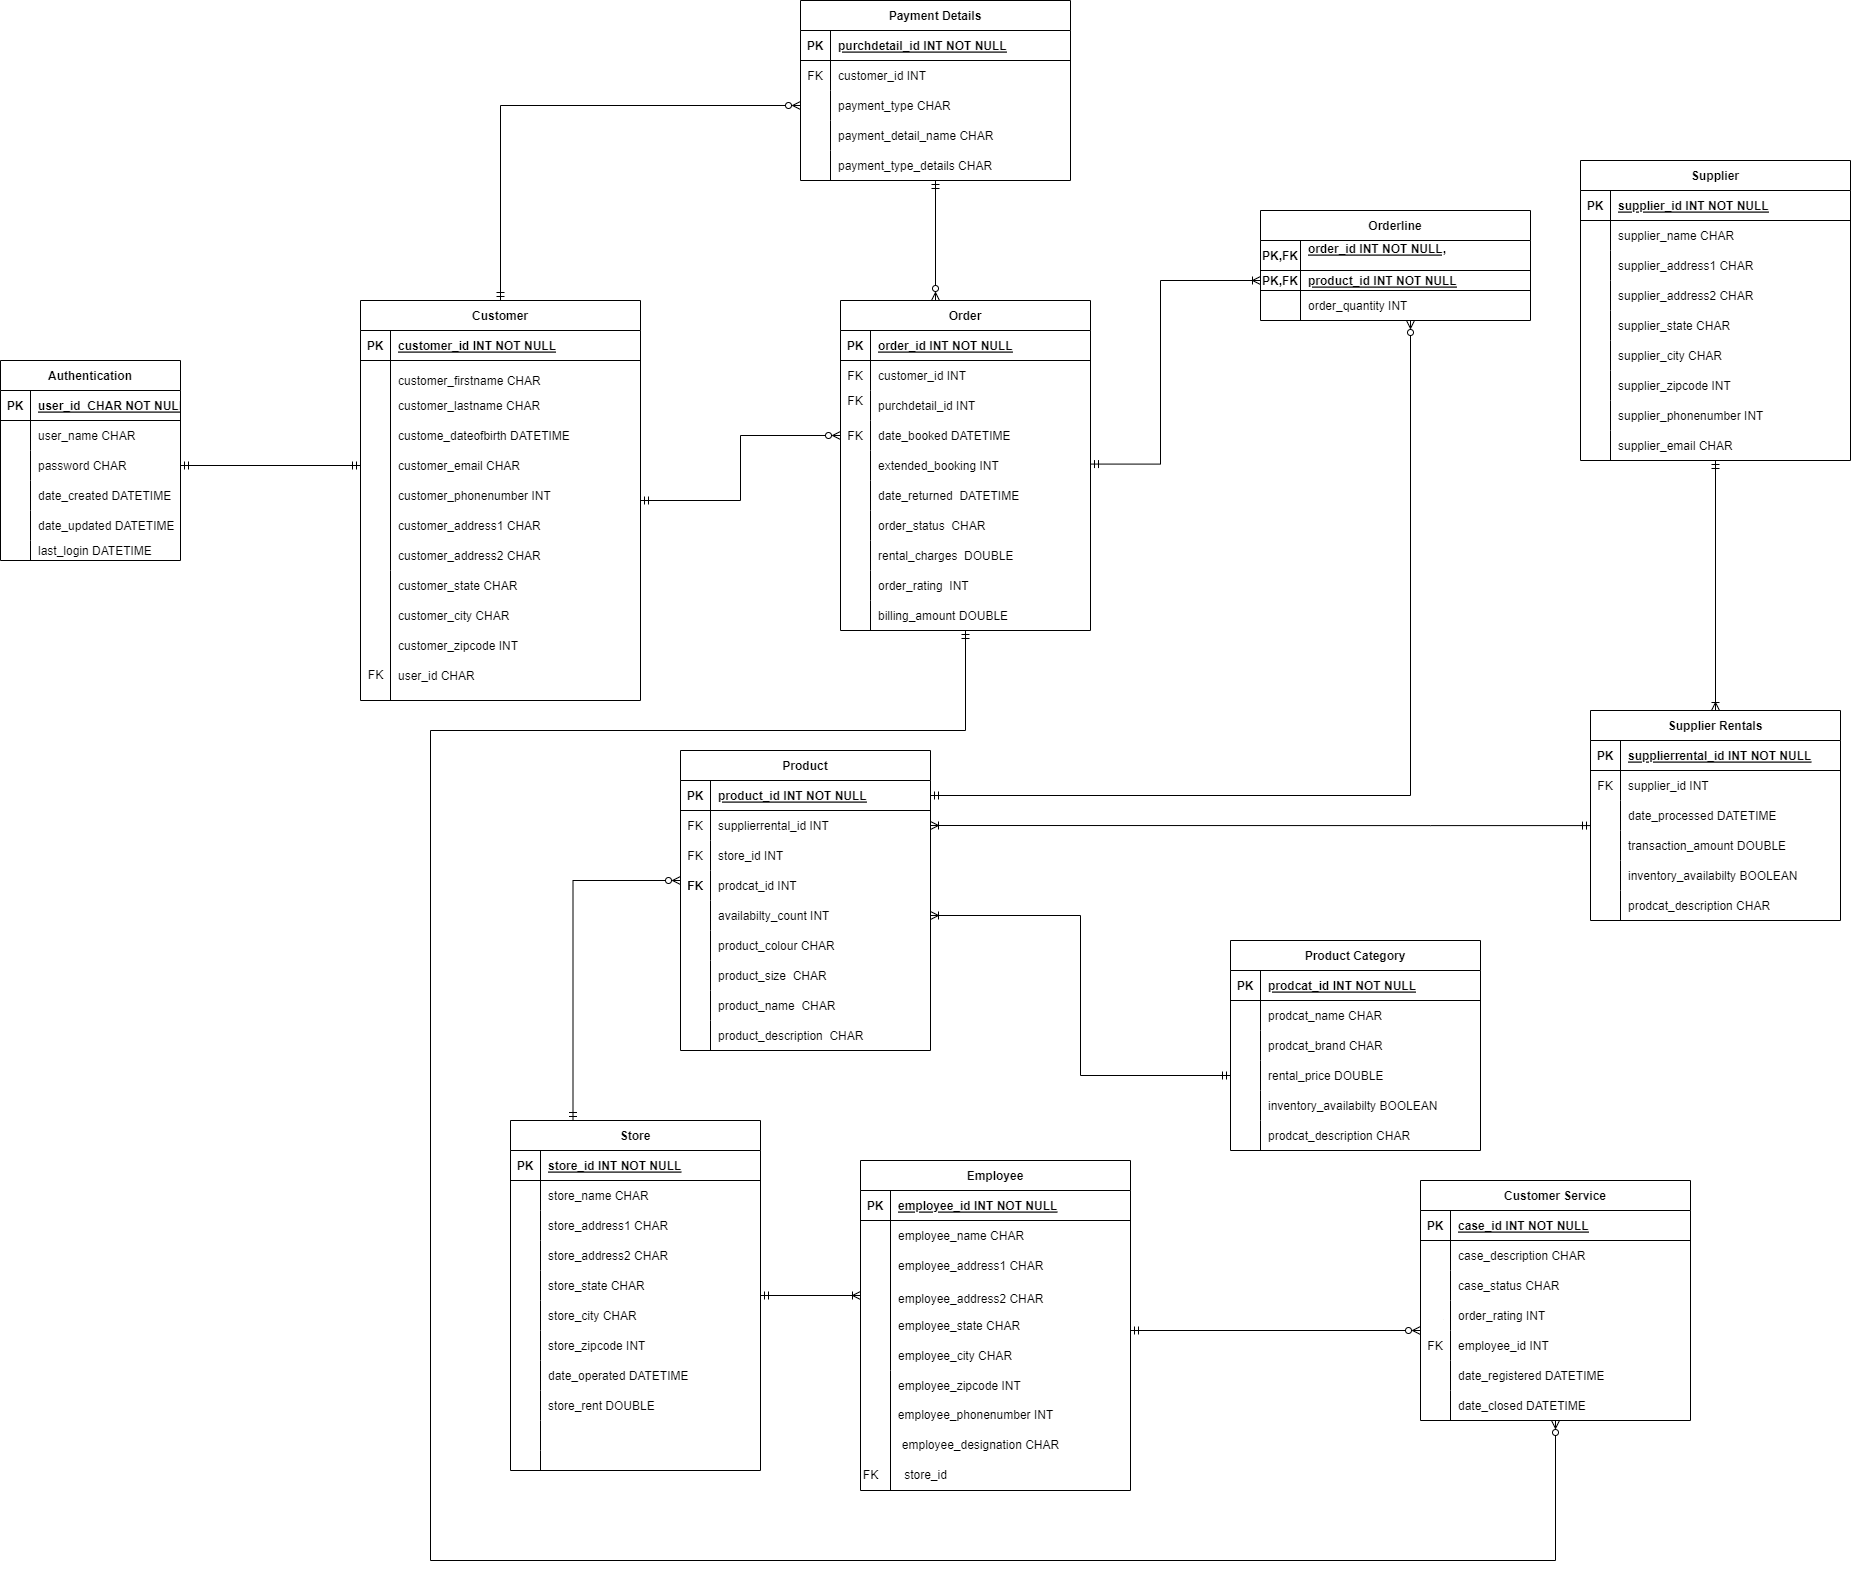 Payment Details
PK purchdetail_id INT NOT NULL
FK customer_id INT
payment_type CHAR
payment_detail_name CHAR
payment_type_details CHAR
Supplier
PK supplier_id INT NOT NULL
supplier_name CHAR
supplier_address1 CHAR
supplier_address2 CHAR
supplier_state CHAR
supplier_city CHAR
supplier_zipcode INT
supplier_phonenumber INT
supplier_email CHAR
Orderline
PK,FK order_id INT NOT NULL,
PK,FK product_id INT NOT NULL
order_quantity INT
Customer
PK customer_id INT NOT NULL
customer_firstname CHAR
customer_lastname CHAR
custome_dateofbirth DATETIME
customer_email CHAR
customer_phonenumber INT
customer_address1 CHAR
customer_address2 CHAR
customer_state CHAR
customer_city CHAR
customer_zipcode INT
FK user_id CHAR
Order
PK order_id INT NOT NULL
FK customer_id INT
FK purchdetail_id INT
FK date_booked DATETIME
extended_booking INT
date_returned DATETIME
order_status CHAR
rental_charges DOUBLE
order_rating INT
billing_amount DOUBLE
Authentication
PK user_id CHAR NOT NUL
user_name CHAR
password CHAR
date_created DATETIME
date_updated DATETIME
last_login DATETIME
Supplier Rentals
PK supplierrental_id INT NOT NULL
FK supplier_id INT
date_processed DATETIME
transaction_amount DOUBLE
inventory_availabilty BOOLEAN
prodcat_description CHAR
Product
PK product_id INT NOT NULL
FK supplierrental_id INT
FK store_id INT
FK prodcat_id INT
availabilty_count INT
product_colour CHAR
product_size CHAR
product_name CHAR
product_description CHAR
Product Category
PK prodcat_id INT NOT NULL
prodcat_name CHAR
prodcat_brand CHAR
rental_price DOUBLE
inventory_availabilty BOOLEAN
prodcat_description CHAR
Store
PK store_id INT NOT NULL
store_name CHAR
store_address1 CHAR
store_address2 CHAR
store_state CHAR
store_city CHAR
store_zipcode INT
date_operated DATETIME
store_rent DOUBLE
Employee
PK employee_id INT NOT NULL
employee_name CHAR
employee_address1 CHAR
employee_address2 CHAR
employee_state CHAR
employee_city CHAR
employee_zipcode INT
employee_phonenumber INT
employee_designation CHAR
FK store_id
Customer Service
PK case_id INT NOT NULL
case_description CHAR
case_status CHAR
order_rating INT
FK employee_id INT
date_registered DATETIME
date_closed DATETIME